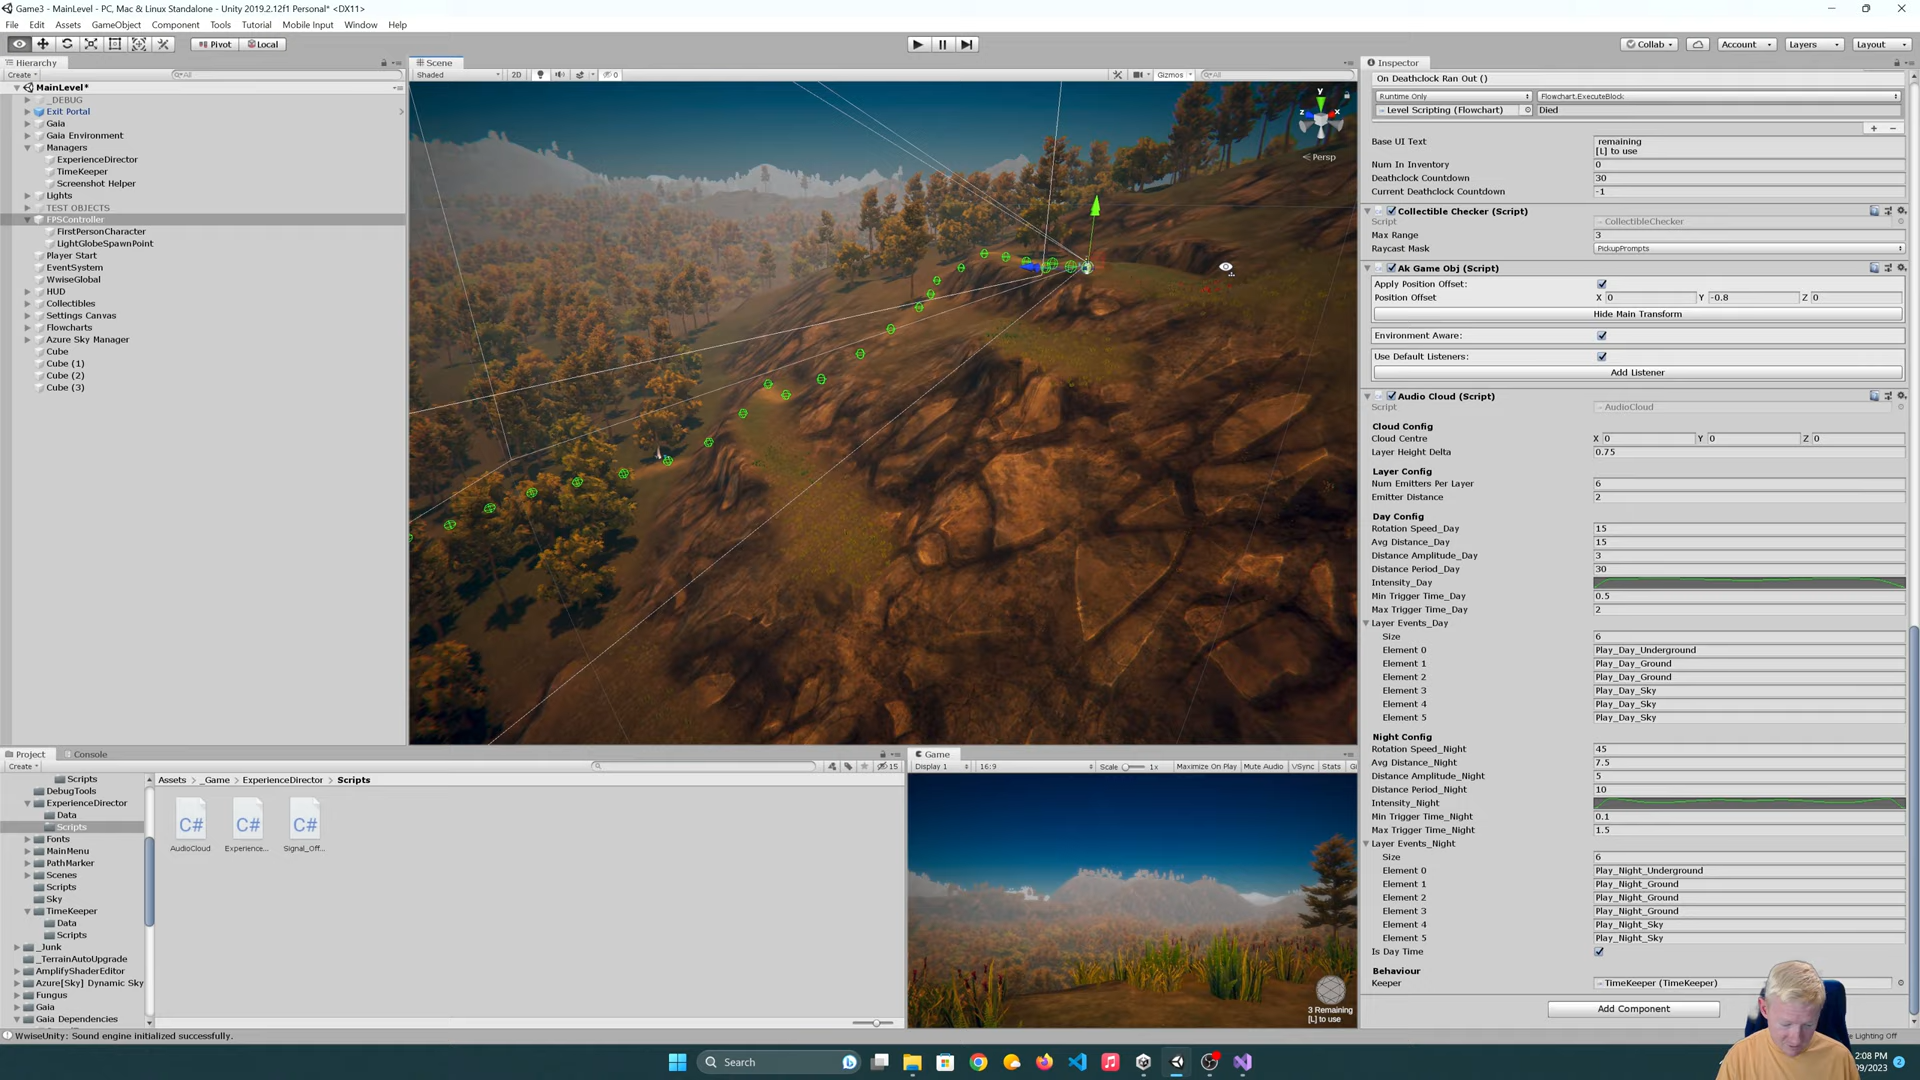 Game3 - MainLevel - PC, Mac & Linux Standalone - Unity 2019.2.12f1 Personal* <DX11>
File Edit Assets GameObject Component Tools Tutorial Mobile Input Window Help
Pivot Local Collab Account Layers Layout
Hierarchy
Create All
MainLevel*
_DEBUG
Exit Portal
Gaia
Gaia Environment
Managers
ExperienceDirector
TimeKeeper
Screenshot Helper
Lights
TEST OBJECTS
FPSController
FirstPersonCharacter
LightGlobeSpawnPoint
Player Start
EventSystem
WwiseGlobal
HUD
Collectibles
Settings Canvas
Flowcharts
Azure Sky Manager
Cube
Cube (1)
Cube (2)
Cube (3)
Scene
Shaded 2D 0 Gizmos All
y
z x
Persp
Inspector
On Deathclock Ran Out ()
Runtime Only Flowchart.ExecuteBlock
Level Scripting (Flowchart) Died
Base UI Text remaining
[L] to use
Num In Inventory 0
Deathclock Countdown 30
Current Deathclock Countdown -1
Collectible Checker (Script)
Script CollectibleChecker
Max Range 3
Raycast Mask PickupPrompts
Ak Game Obj (Script)
Apply Position Offset:
Position Offset X 0 Y -0.8 Z 0
Hide Main Transform
Environment Aware:
Use Default Listeners:
Add Listener
Audio Cloud (Script)
Script AudioCloud
Cloud Config
Cloud Centre X 0 Y 0 Z 0
Layer Height Delta 0.75
Layer Config
Num Emitters Per Layer 6
Emitter Distance 2
Day Config
Rotation Speed_Day 15
Avg Distance_Day 15
Distance Amplitude_Day 3
Distance Period_Day 30
Intensity_Day
Min Trigger Time_Day 0.5
Max Trigger Time_Day 2
Layer Events_Day
Size 6
Element 0 Play_Day_Underground
Element 1 Play_Day_Ground
Element 2 Play_Day_Ground
Element 3 Play_Day_Sky
Element 4 Play_Day_Sky
Element 5 Play_Day_Sky
Night Config
Rotation Speed_Night 45
Avg Distance_Night 7.5
Distance Amplitude_Night 5
Distance Period_Night 10
Intensity_Night
Min Trigger Time_Night 0.1
Max Trigger Time_Night 1.5
Layer Events_Night
Size 6
Element 0 Play_Night_Underground
Element 1 Play_Night_Ground
Element 2 Play_Night_Ground
Element 3 Play_Night_Ground
Element 4 Play_Night_Sky
Element 5 Play_Night_Sky
Is Day Time
Behaviour
Keeper TimeKeeper (TimeKeeper)
Add Component
Project Console
Create 15
Scripts
DebugTools
ExperienceDirector
Data
Scripts
Fonts
MainMenu
PathMarker
Scenes
Scripts
Sky
TimeKeeper
Data
Scripts
_Junk
_TerrainAutoUpgrade
AmplifyShaderEditor
Azure[Sky] Dynamic Sky
Fungus
Gaia
Gaia Dependencies
Assets _Game ExperienceDirector Scripts
C# C# C#
AudioCloud Experience... Signal_Off...
Game
Display 1 16:9 Scale 1x Maximize On Play Mute Audio VSync Stats Gi
3 Remaining
[L] to use
WwiseUnity: Sound engine initialized successfully.
Lighting Off
Search
2:08 PM
/2023
2